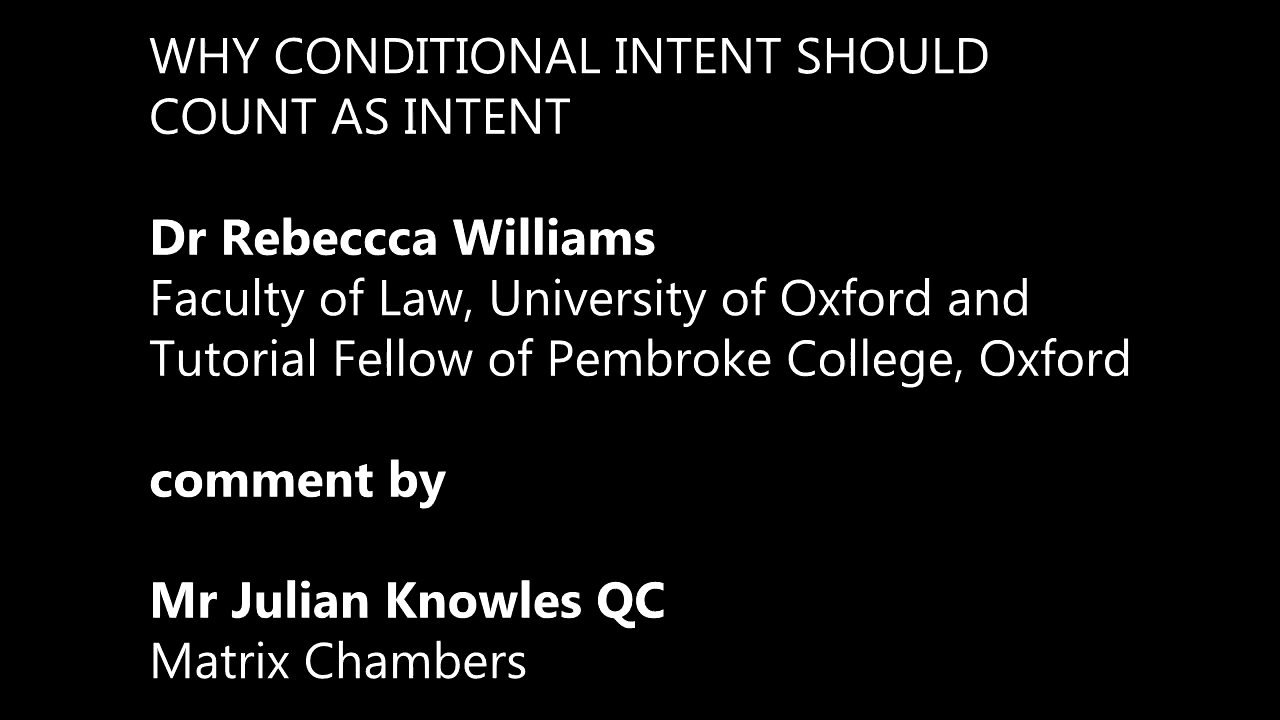 WHY CONDITIONAL INTENT SHOULD
COUNT AS INTENT
Dr Rebeccca Williams
Faculty of Law, University of Oxford and
Tutorial Fellow of Pembroke College, Oxford
comment by
Mr Julian Knowles QC
Matrix Chambers